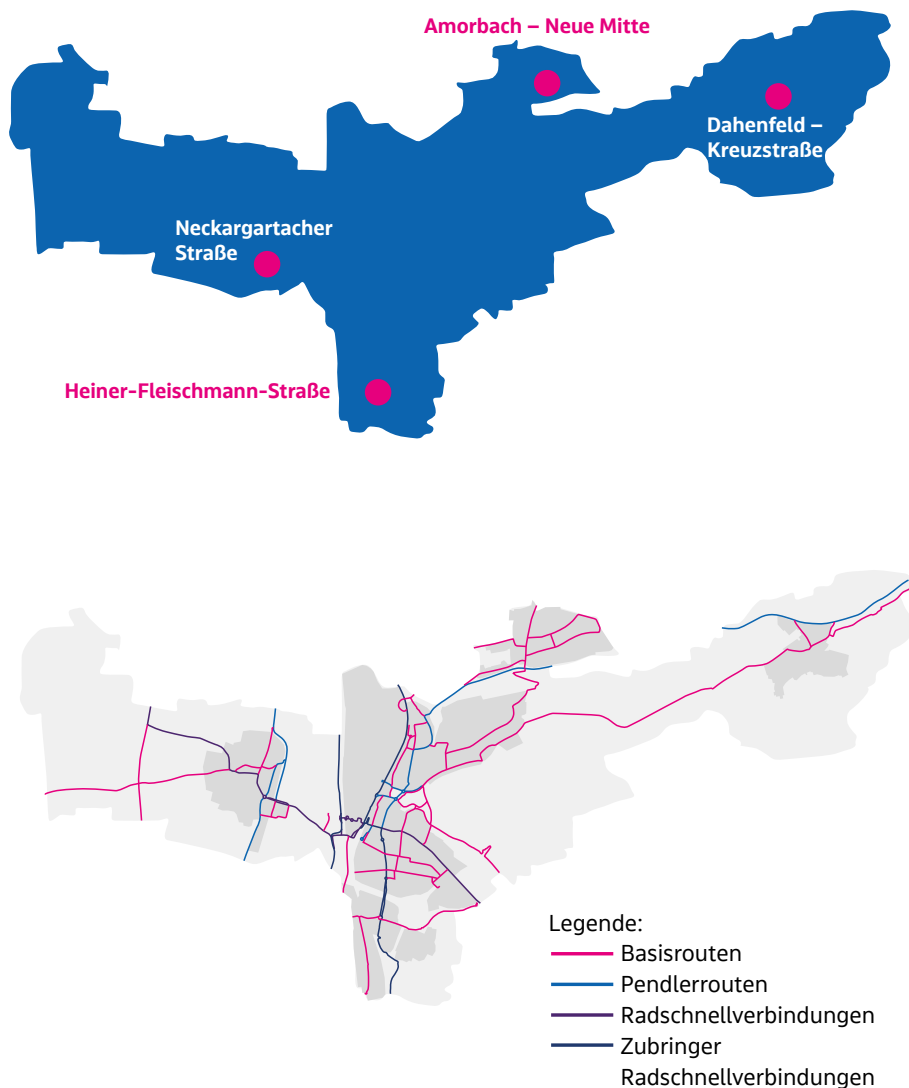 Amorbach – Neue Mitte
Dahenfeld –
Kreuzstraße
Neckargartacher
Straße
Heiner-Fleischmann-Straße
Legende:
Basisrouten
Pendlerrouten
Radschnellverbindungen
Zubringer
Radschnellverbindungen